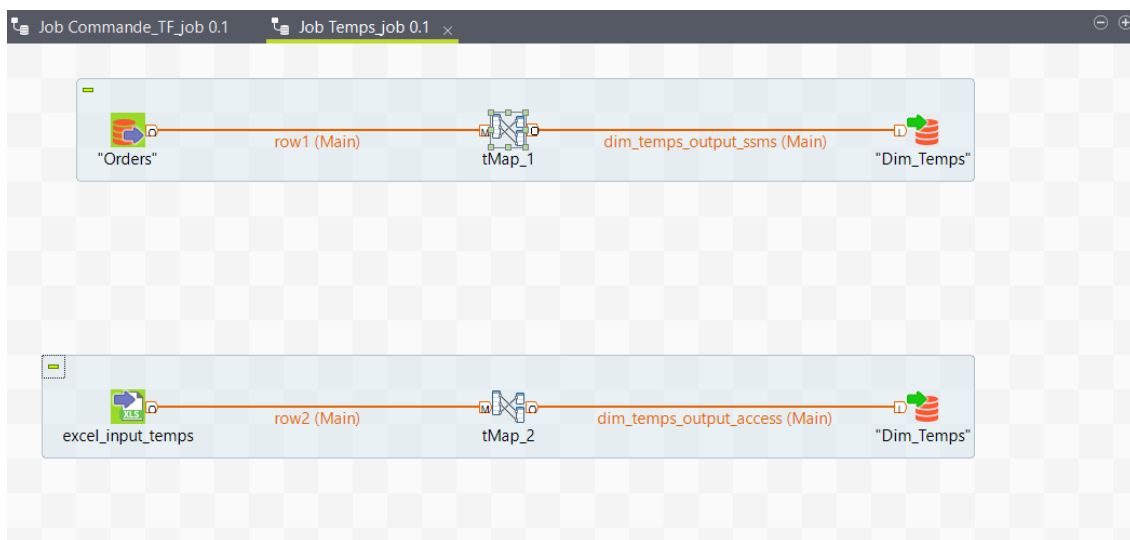 Job Commande_TF_job 0.1
Job Temps_job 0.1
row1 (Main)
dim_temps_output_ssms (Main)
"Orders"
tMap_1
"Dim_Temps"
XLS
row2 (Main)
dim_temps_output_access (Main)
excel_input_temps
tMap_2
"Dim_Temps"